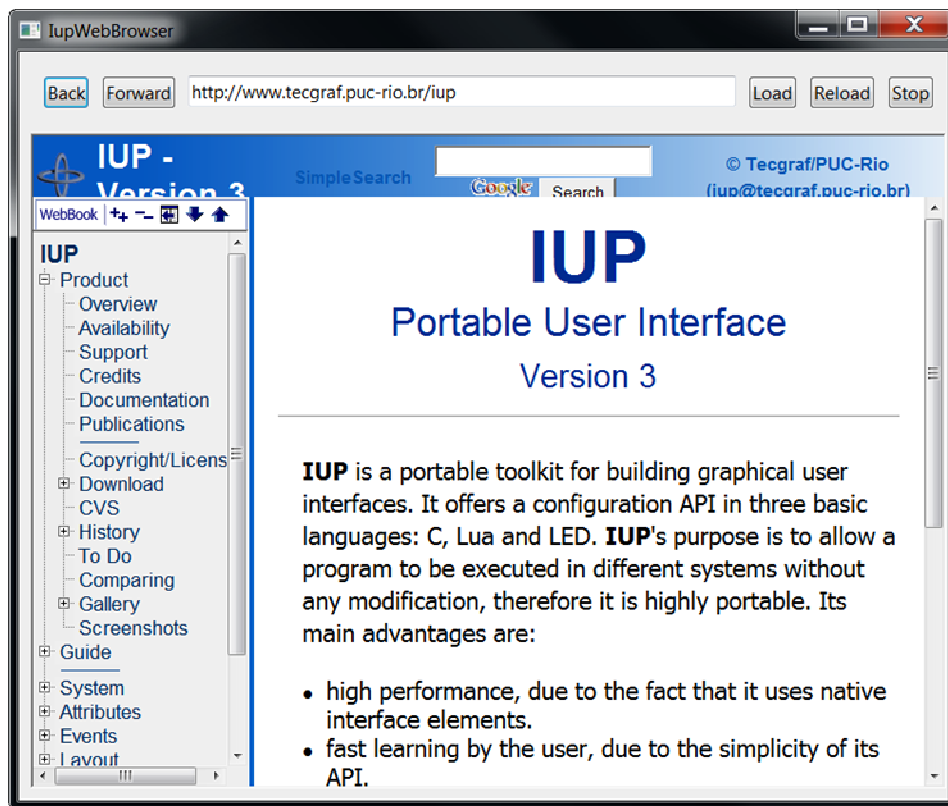 IupWebBrowser
Back Forward http://www.tecgraf.puc-rio.br/iup Load Reload Stop
IUP -
Version 3
SimpleSearch
Google Search
© Tecgraf/PUC-Rio
(iup@tecgraf.puc-rio.br)
WebBook
IUP
Product
Overview
Availability
Support
Credits
Documentation
Publications
Copyright/Licens
Download
CVS
History
To Do
Comparing
Gallery
Screenshots
Guide
System
Attributes
Events
Layout
IUP
Portable User Interface
Version 3
IUP is a portable toolkit for building graphical user
interfaces. It offers a configuration API in three basic
languages: C, Lua and LED. IUP's purpose is to allow a
program to be executed in different systems without
any modification, therefore it is highly portable. Its
main advantages are:
• high performance, due to the fact that it uses native
interface elements.
• fast learning by the user, due to the simplicity of its
API.